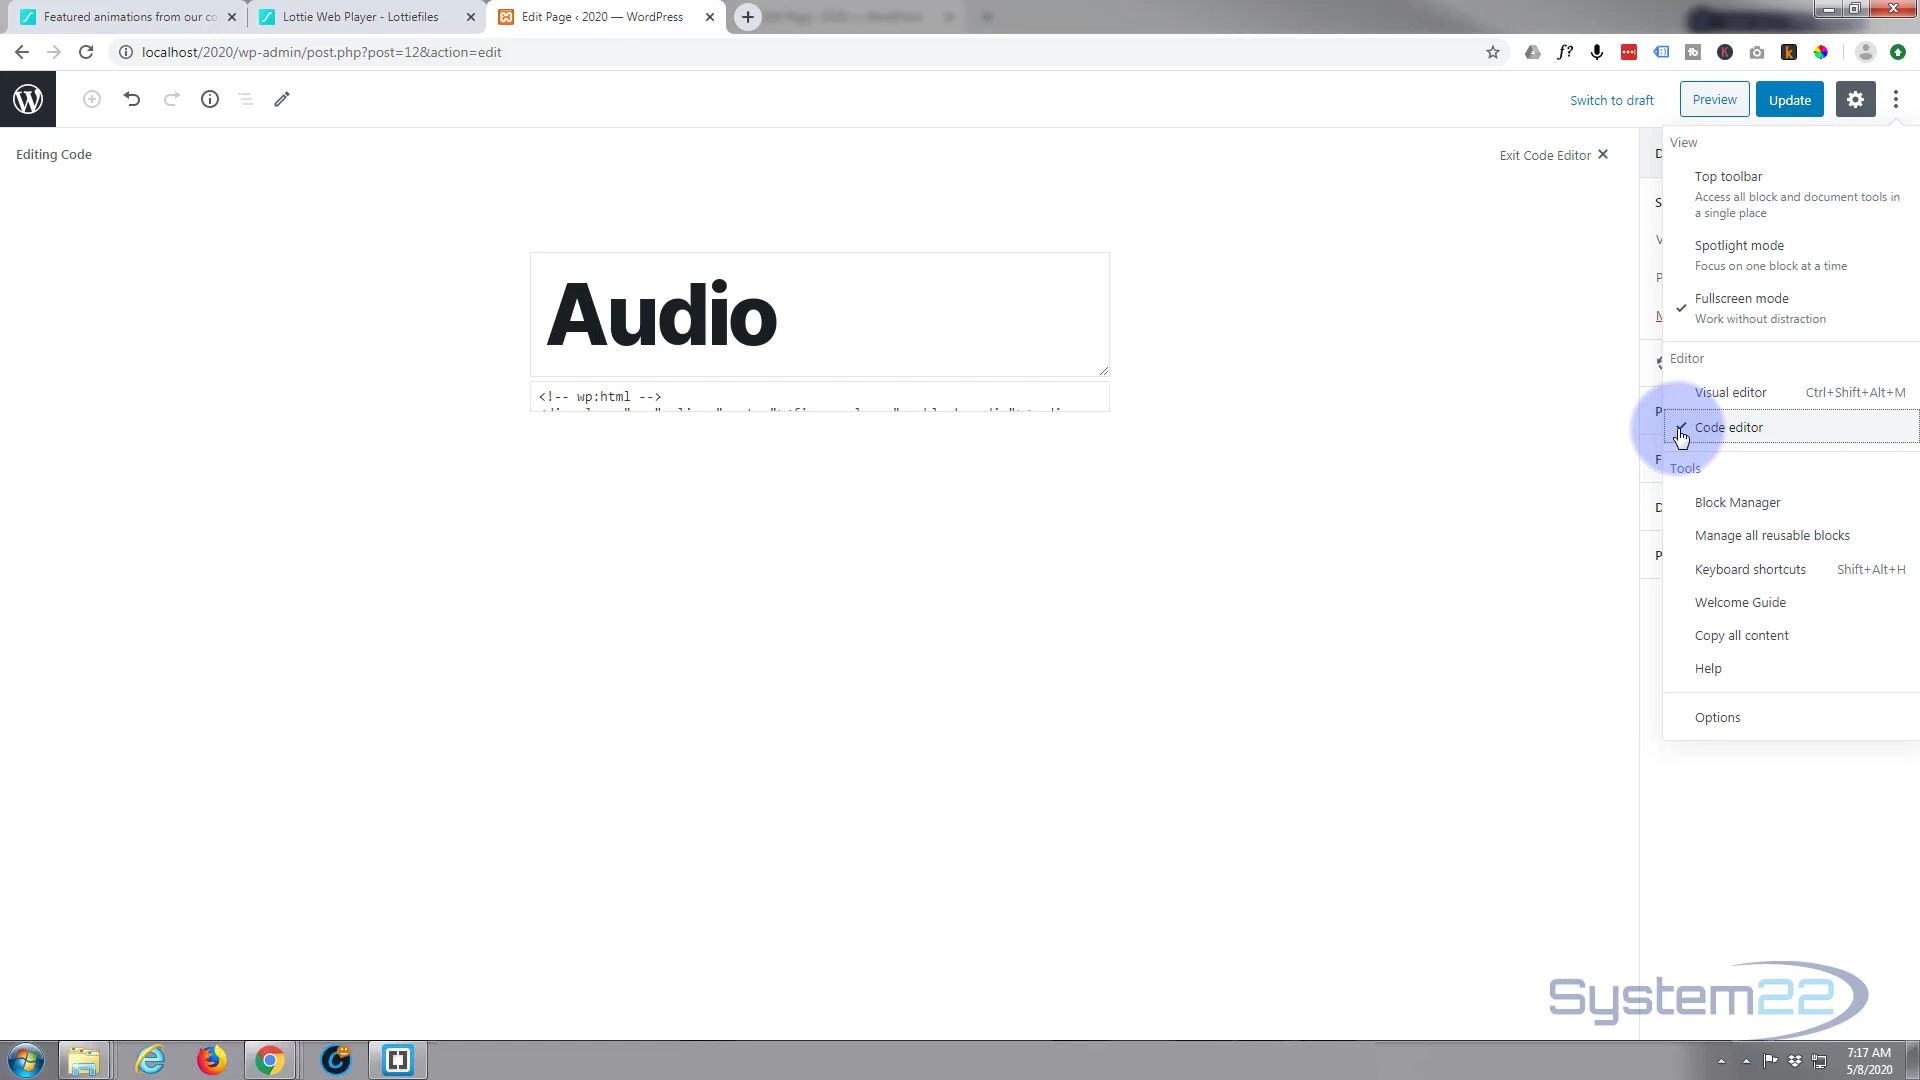 Featured animations from our co
Lottie Web Player - Lottiefiles
Edit Page ‹ 2020 — WordPress
localhost/2020/wp-admin/post.php?post=12&action=edit
Switch to draft
Preview
Update
Editing Code
Exit Code Editor
Audio
<!-- wp:html -->
View
Top toolbar
Access all block and document tools in
a single place
Spotlight mode
Focus on one block at a time
Fullscreen mode
Work without distraction
Editor
Visual editor Ctrl+Shift+Alt+M
Code editor
Tools
Block Manager
Manage all reusable blocks
Keyboard shortcuts Shift+Alt+H
Welcome Guide
Copy all content
Help
Options
System22
7:17 AM
5/8/2020